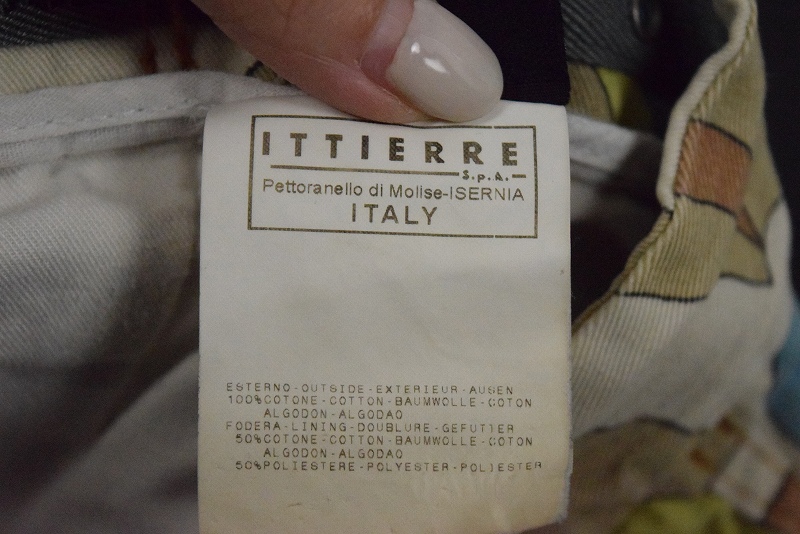 ITTIERRE
S.p.A.
Pettoranello di Molise-ISERNIA
ITALY
ESTERNO-OUTSIDE-EXTERIEUR-AUSEN
100%COTONE-COTTON-BAUMWOLLE-COTON
ALGODON-ALGODAO
FODERA-LINING-DOUBLURE-GEFUTTER
50%COTONE-COTTON-BAUMWOLLE-COTON
ALGODON-ALGODAO
50%POLIESTERE-POLYESTER-POLIESTER